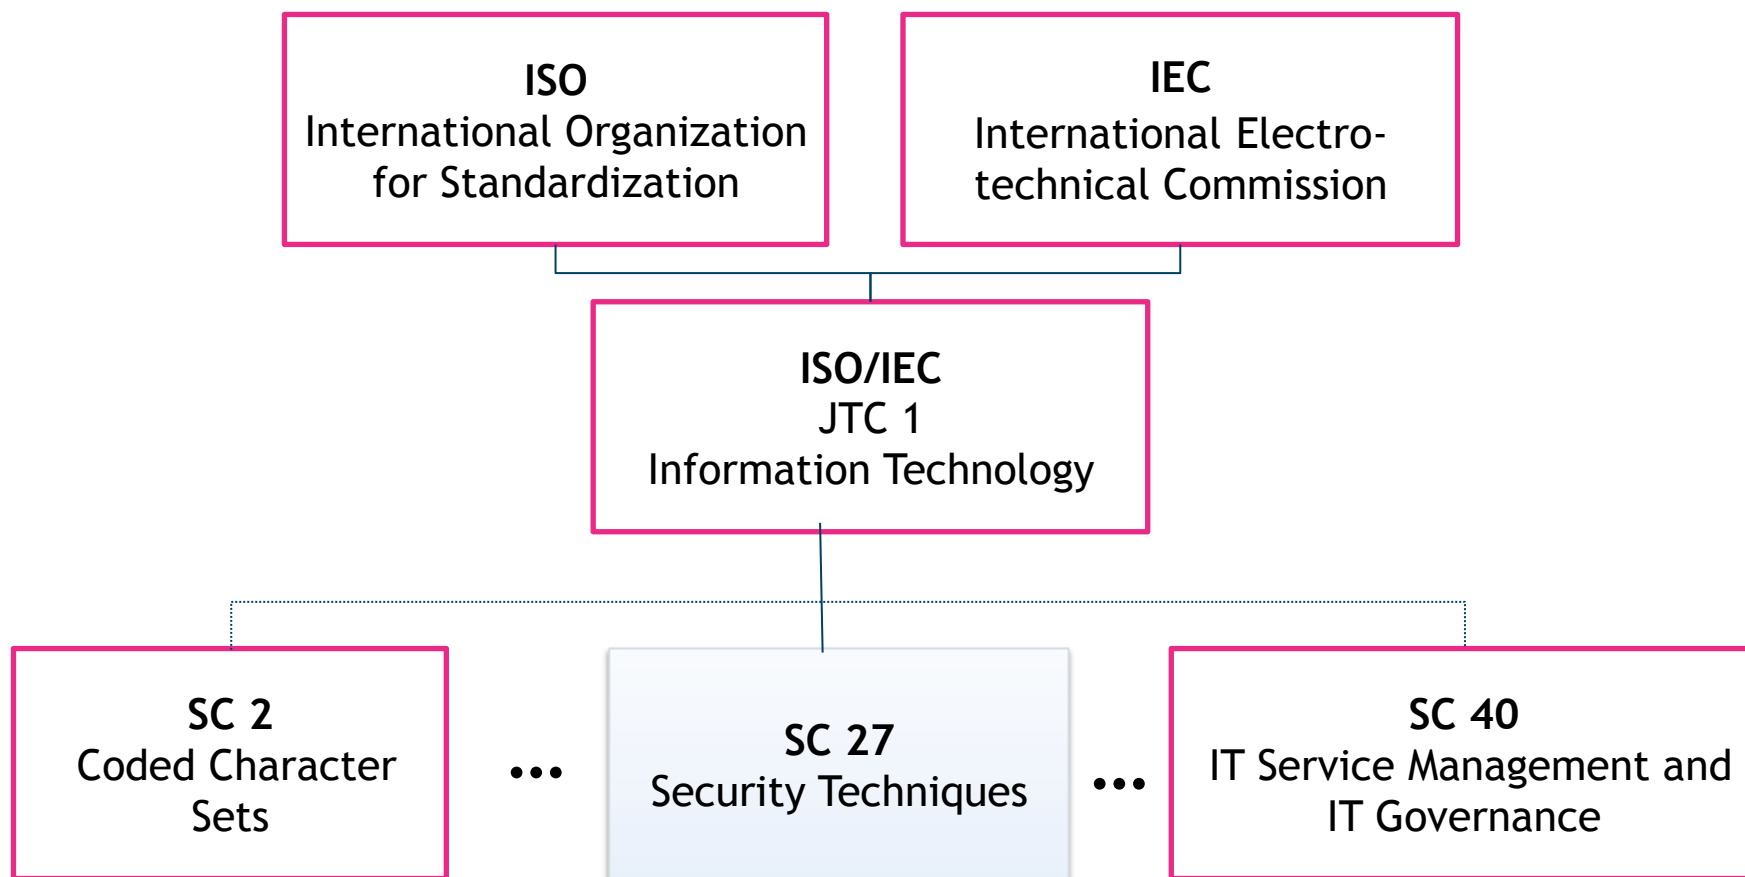 ISO
International Organization
for Standardization
IEC
International Electro-
technical Commission
ISO/IEC
JTC 1
Information Technology
SC 2
Coded Character
Sets
•••
SC 27
Security Techniques
•••
SC 40
IT Service Management and
IT Governance